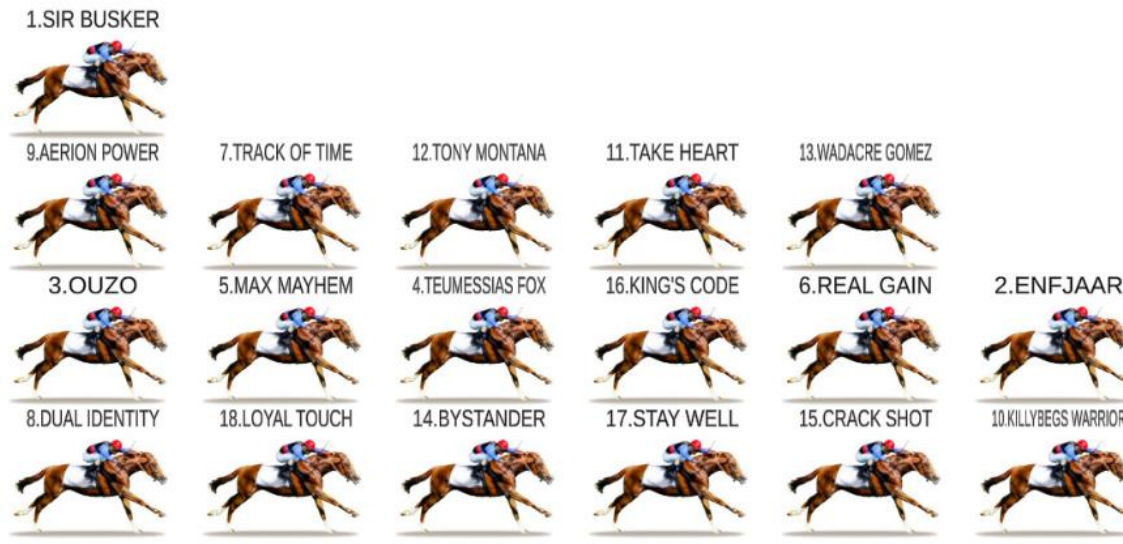 1.SIR BUSKER
9.AERION POWER 7.TRACK OF TIME 12.TONY MONTANA 11.TAKE HEART 13.WADACRE GOMEZ
3.OUZO 5.MAX MAYHEM 4.TEUMESSIAS FOX 16.KING'S CODE 6.REAL GAIN 2.ENFJAAR
8.DUAL IDENTITY 18.LOYAL TOUCH 14.BYSTANDER 17.STAY WELL 15.CRACK SHOT 10.KILLYBEGS WARRIOR